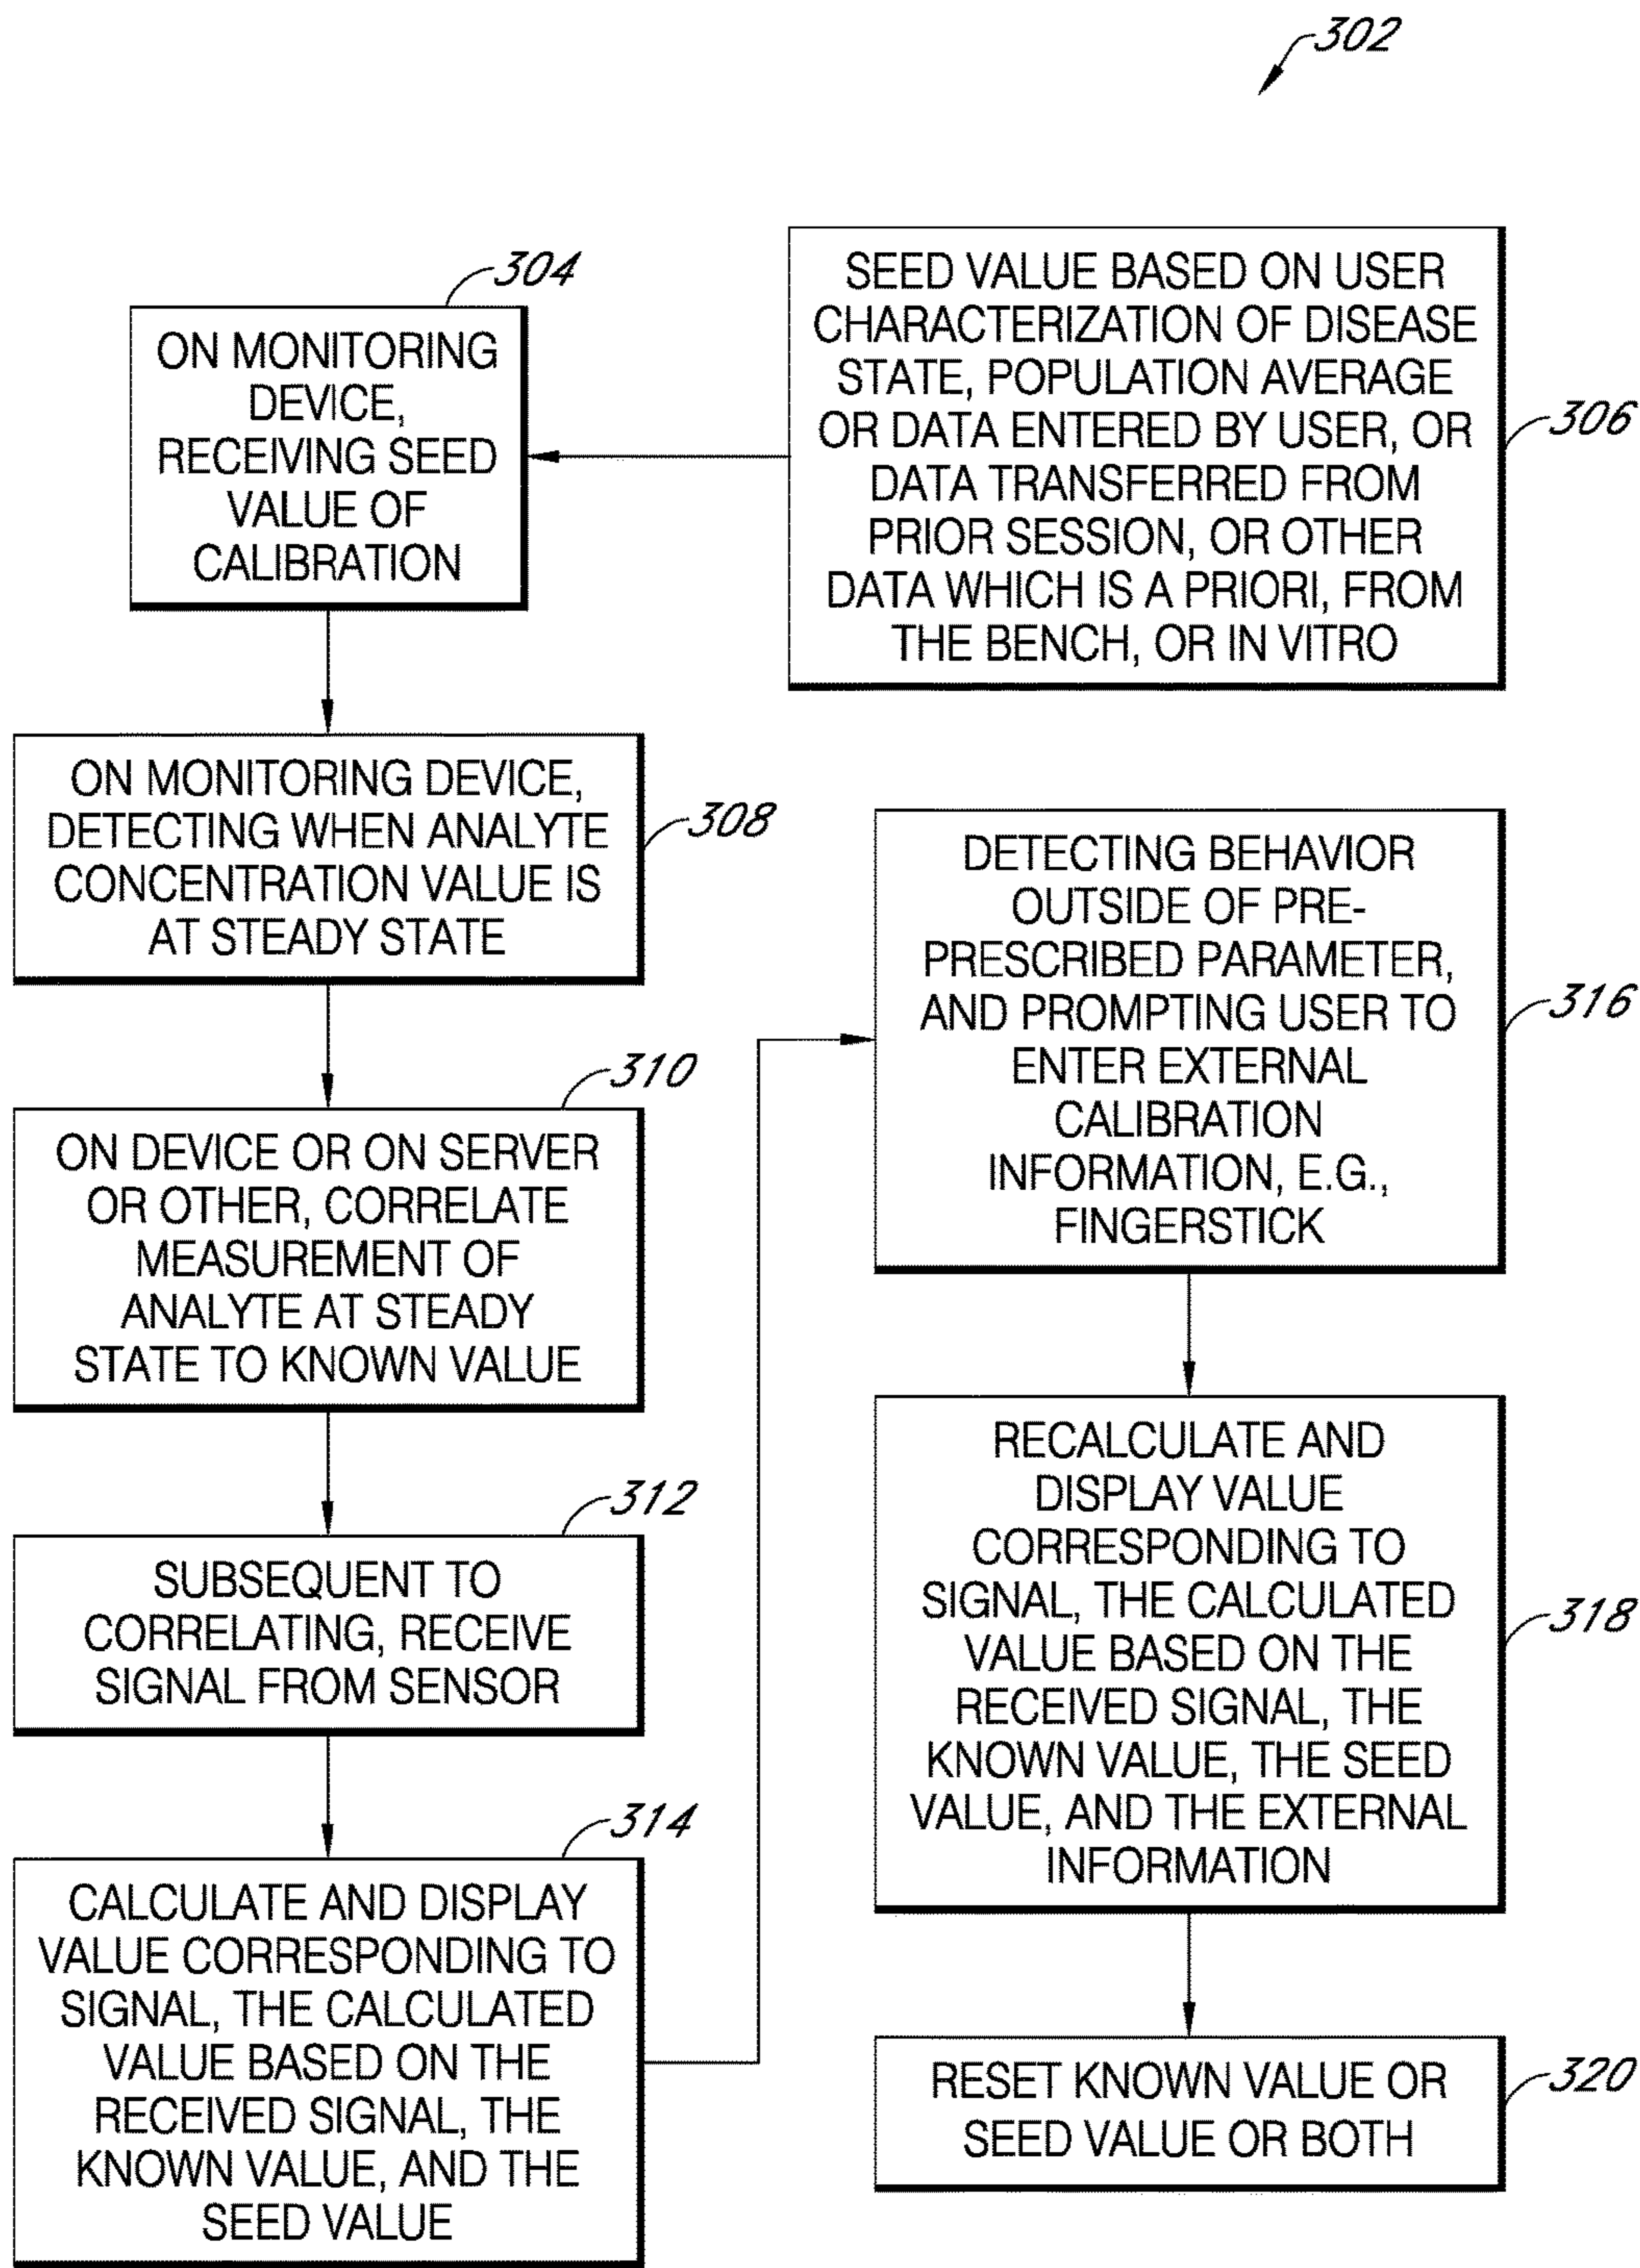 302
304
ON MONITORING
DEVICE,
RECEIVING SEED
VALUE OF
CALIBRATION
SEED VALUE BASED ON USER
CHARACTERIZATION OF DISEASE
STATE, POPULATION AVERAGE
OR DATA ENTERED BY USER, OR
DATA TRANSFERRED FROM
PRIOR SESSION, OR OTHER
DATA WHICH IS A PRIORI, FROM
THE BENCH, OR IN VITRO
306
ON MONITORING DEVICE,
DETECTING WHEN ANALYTE
CONCENTRATION VALUE IS
AT STEADY STATE
308
310
ON DEVICE OR ON SERVER
OR OTHER, CORRELATE
MEASUREMENT OF
ANALYTE AT STEADY
STATE TO KNOWN VALUE
312
SUBSEQUENT TO
CORRELATING, RECEIVE
SIGNAL FROM SENSOR
314
CALCULATE AND DISPLAY
VALUE CORRESPONDING TO
SIGNAL, THE CALCULATED
VALUE BASED ON THE
RECEIVED SIGNAL, THE
KNOWN VALUE, AND THE
SEED VALUE
DETECTING BEHAVIOR
OUTSIDE OF PRE-
PRESCRIBED PARAMETER,
AND PROMPTING USER TO
ENTER EXTERNAL
CALIBRATION
INFORMATION, E.G.,
FINGERSTICK
316
RECALCULATE AND
DISPLAY VALUE
CORRESPONDING TO
SIGNAL, THE CALCULATED
VALUE BASED ON THE
RECEIVED SIGNAL, THE
KNOWN VALUE, THE SEED
VALUE, AND THE EXTERNAL
INFORMATION
318
RESET KNOWN VALUE OR
SEED VALUE OR BOTH
320